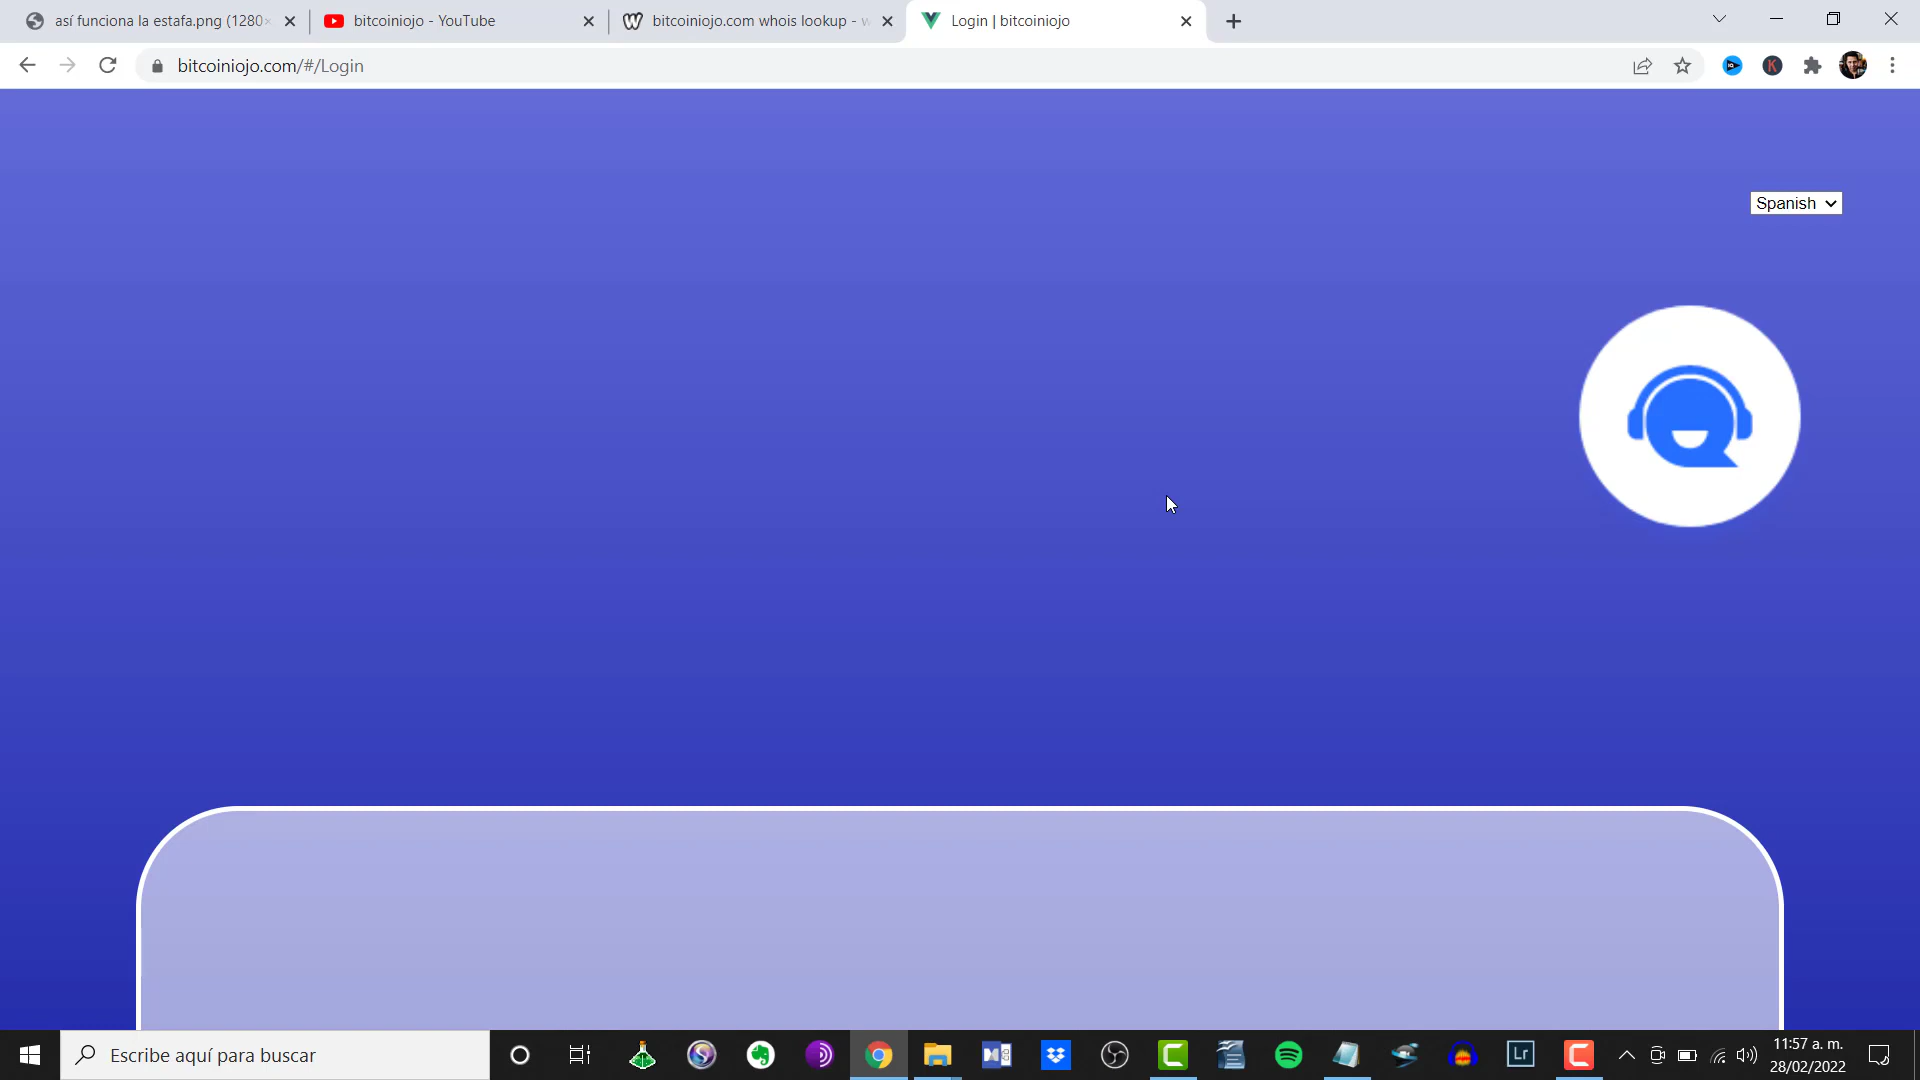 así funciona la estafa.png (1280×
bitcoiniojo - YouTube
bitcoiniojo.com whois lookup - w
Login | bitcoiniojo
bitcoiniojo.com/#/Login
K
Spanish
Escribe aquí para buscar
Lr
11:57 a. m.
28/02/2022